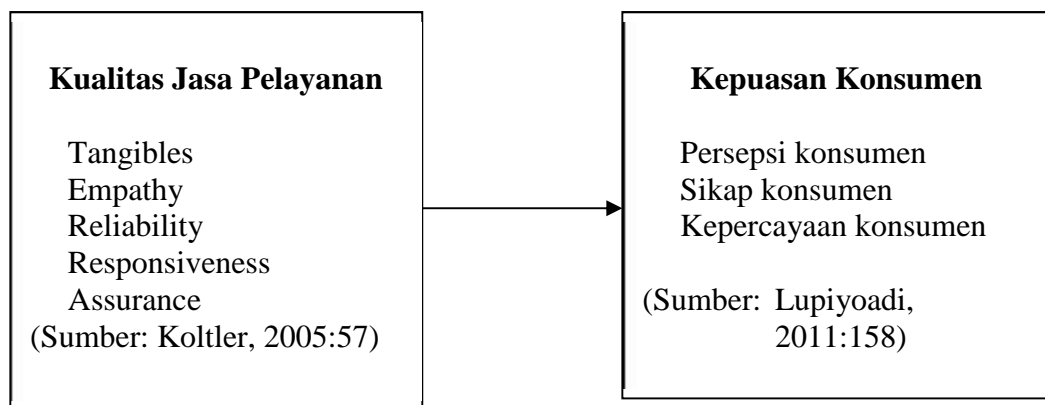 Kualitas Jasa Pelayanan
Tangibles
Empathy
Reliability
Responsiveness
Assurance
(Sumber: Koltler, 2005:57)
Kepuasan Konsumen
Persepsi konsumen
Sikap konsumen
Kepercayaan konsumen
(Sumber: Lupiyoadi,
2011:158)